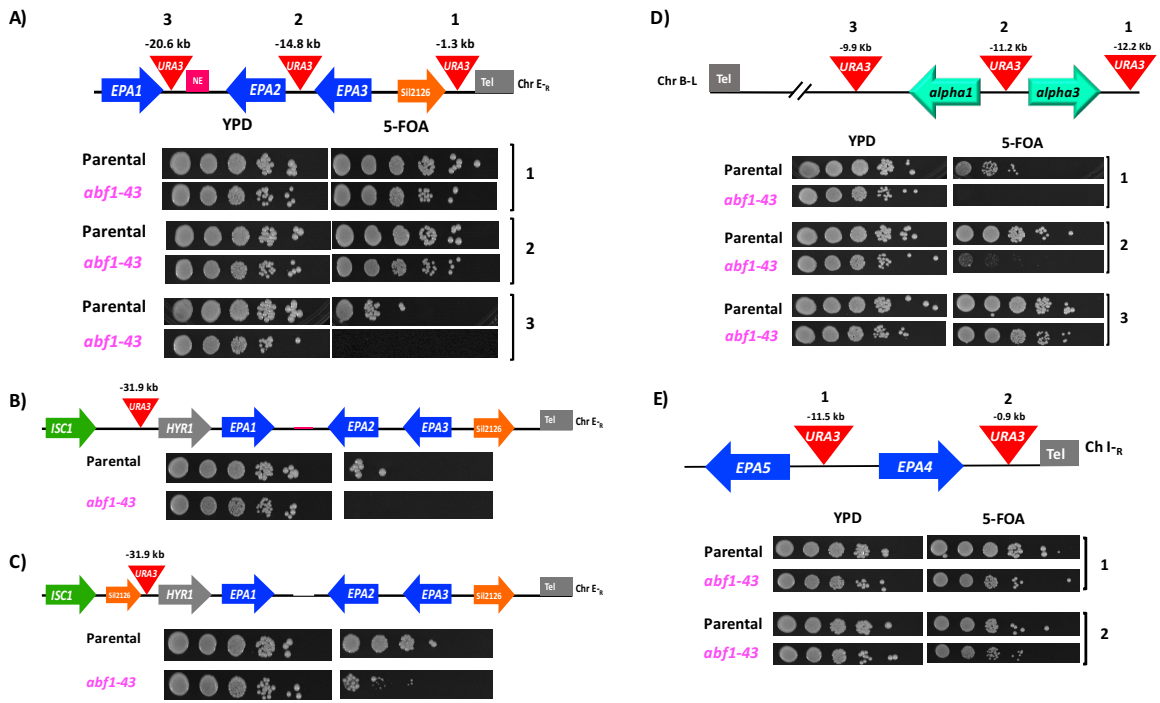 A)
3 2 1
-20.6 kb -14.8 kb -1.3 kb
URA3 URA3 URA3
EPA1 NE EPA2 EPA3 Sil2126 Tel Chr E-R
YPD 5-FOA
Parental
abf1-43
1
Parental
abf1-43
2
Parental
abf1-43
3
B)
-31.9 kb
URA3
ISC1 HYR1 EPA1 EPA2 EPA3 Sil2126 Tel Chr E-R
Parental
abf1-43
C)
-31.9 kb
URA3
ISC1 Sil2126 HYR1 EPA1 EPA2 EPA3 Sil2126 Tel Chr E-R
Parental
abf1-43
D)
3 2 1
-9.9 Kb -11.2 Kb -12.2 Kb
URA3 URA3 URA3
Chr B-L Tel alpha1 alpha3
YPD 5-FOA
Parental
abf1-43
1
Parental
abf1-43
2
Parental
abf1-43
3
E)
1 2
-11.5 kb -0.9 kb
URA3 URA3
EPA5 EPA4 Tel Ch I-R
YPD 5-FOA
Parental
abf1-43
1
Parental
abf1-43
2